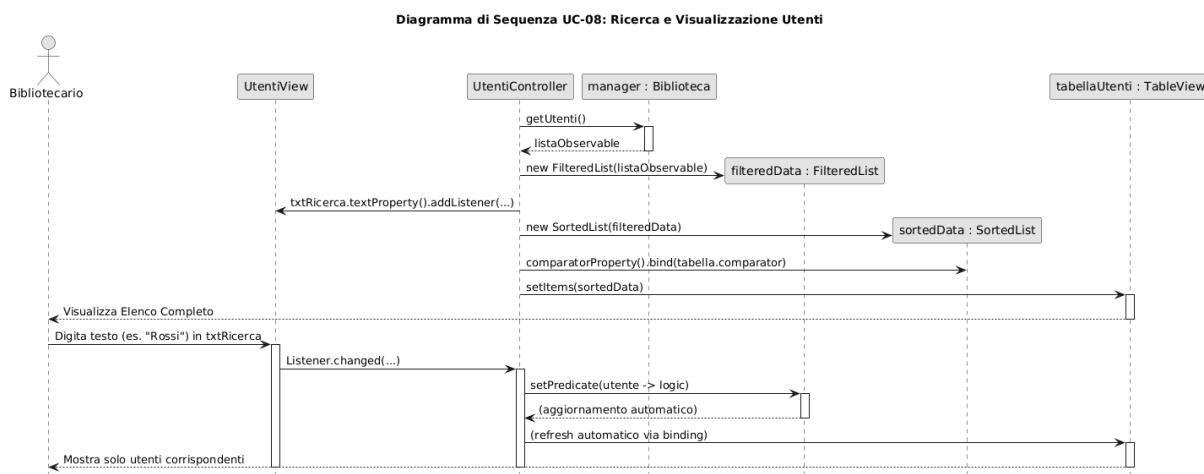 Diagramma di Sequenza UC-08: Ricerca e Visualizzazione Utenti
Bibliotecario
UtentiView
UtentiController
manager : Biblioteca
tabellaUtenti : TableView
getUtenti()
listaObservable
new FilteredList(listaObservable)
filteredData : FilteredList
txtRicerca.textProperty().addListener(...)
new SortedList(filteredData)
sortedData : SortedList
comparatorProperty().bind(tabella.comparator)
setItems(sortedData)
Visualizza Elenco Completo
Digita testo (es. "Rossi") in txtRicerca
Listener.changed(...)
setPredicate(utente -> logic)
(aggiornamento automatico)
(refresh automatico via binding)
Mostra solo utenti corrispondenti